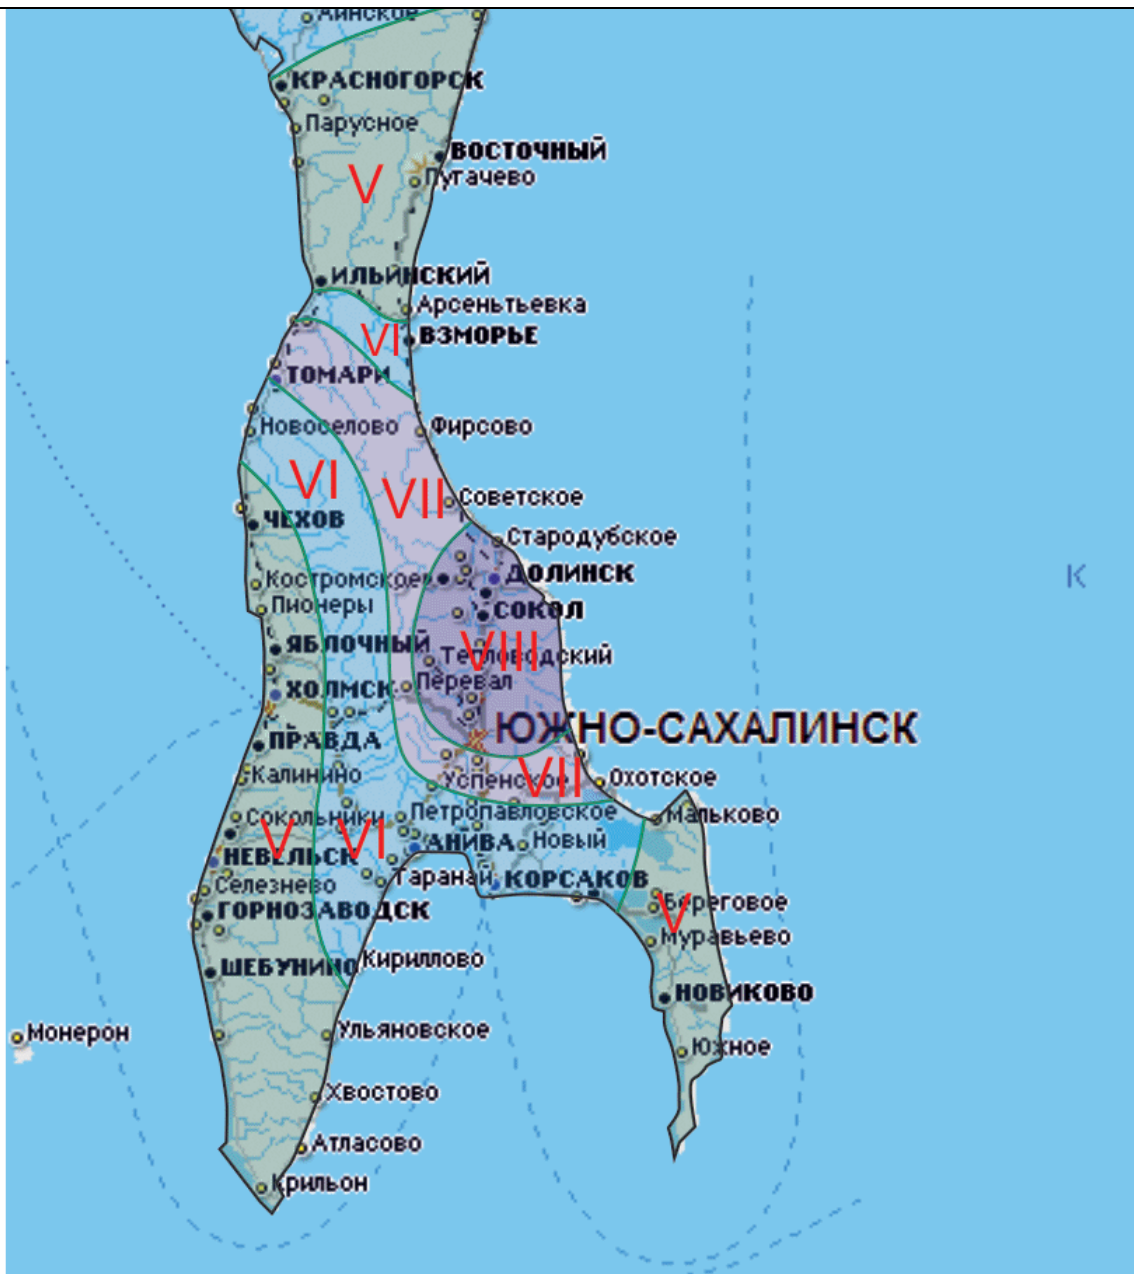 Айнское
КРАСНОГОРСК
Парусное
ВОСТОЧНЫЙ
V
Пугачево
ИЛЬИНСКИЙ
Арсентьевка
VI
ВЗМОРЬЕ
ТОМАРИ
Новоселово
Фирсово
VI
VII
Советское
ЧЕХОВ
Стародубское
Костромское
ДОЛИНСК
Пионеры
СОКОЛ
ЯБЛОЧНЫЙ
VIII
Тепловодский
ХОЛМСК
Перевал
ЮЖНО-САХАЛИНСК
ПРАВДА
Калинино
Успенское
VII
Охотское
Сокольники
Петропавловское
Мальково
V
VI
АНИВА
Новый
НЕВЕЛЬСК
Селезнево
Таранай
КОРСАКОВ
ГОРНОЗАВОДСК
Береговое
V
Муравьево
ШЕБУНИНО
Кириллово
НОВИКОВО
Монерон
Ульяновское
Южное
Хвостово
Атласово
Крильон
К